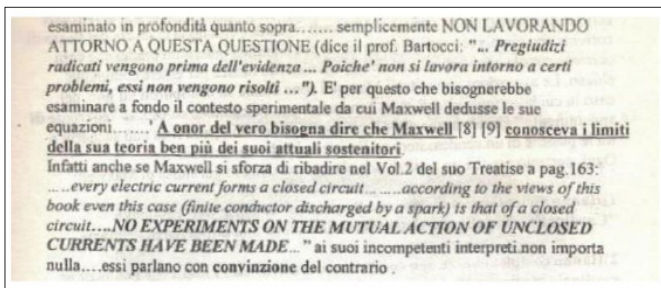 esaminato in profondità quanto sopra........ semplicemente NON LAVORANDO
ATTORNO A QUESTA QUESTIONE (dice il prof. Bartocci: "... Pregiudizi
radicati vengono prima dell'evidenza ... Poiche' non si lavora intorno a certi
problemi, essi non vengono risolti ..."). E' per questo che bisognerebbe
esaminare a fondo il contesto sperimentale da cui Maxwell dedusse le sue
equazioni........' A onor del vero bisogna dire che Maxwell [8] [9] conosceva i limiti
della sua teoria ben più dei suoi attuali sostenitori.
Infatti anche se Maxwell si sforza di ribadire nel Vol.2 del suo Treatise a pag.163:
.....every electric current forms a closed circuit... .....according to the views of this
book even this case (finite conductor discharged by a spark) is that of a closed
circuit....NO EXPERIMENTS ON THE MUTUAL ACTION OF UNCLOSED
CURRENTS HAVE BEEN MADE..." ai suoi incompetenti interpreti non importa
nulla....essi parlano con convinzione del contrario .